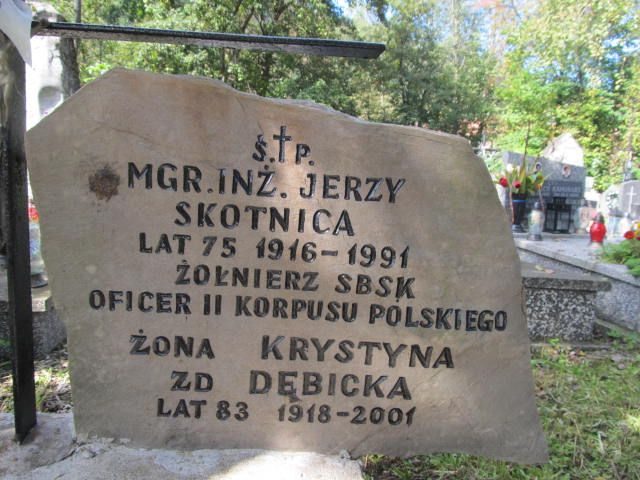 Ś.†P.
MGR. INŻ. JERZY
SKOTNICA
LAT 75 1916-1991
ŻOŁNIERZ SBSK
OFICER II KORPUSU POLSKIEGO
ŻONA KRYSTYNA
ZD DĘBICKA
LAT 83 1918-2001